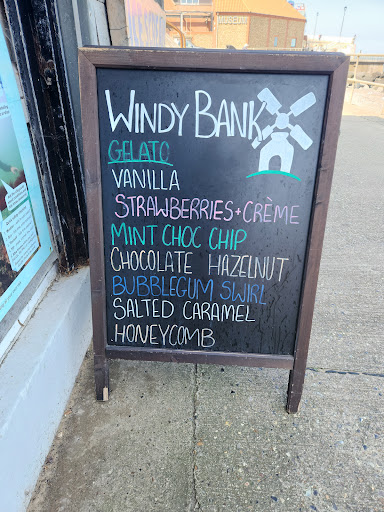 WINDY BANK
GELATO
VANILLA
STRAWBERRIES + CRÈME
MINT CHOC CHIP
CHOCOLATE HAZELNUT
BUBBLEGUM SWIRL
SALTED CARAMEL
HONEYCOMB